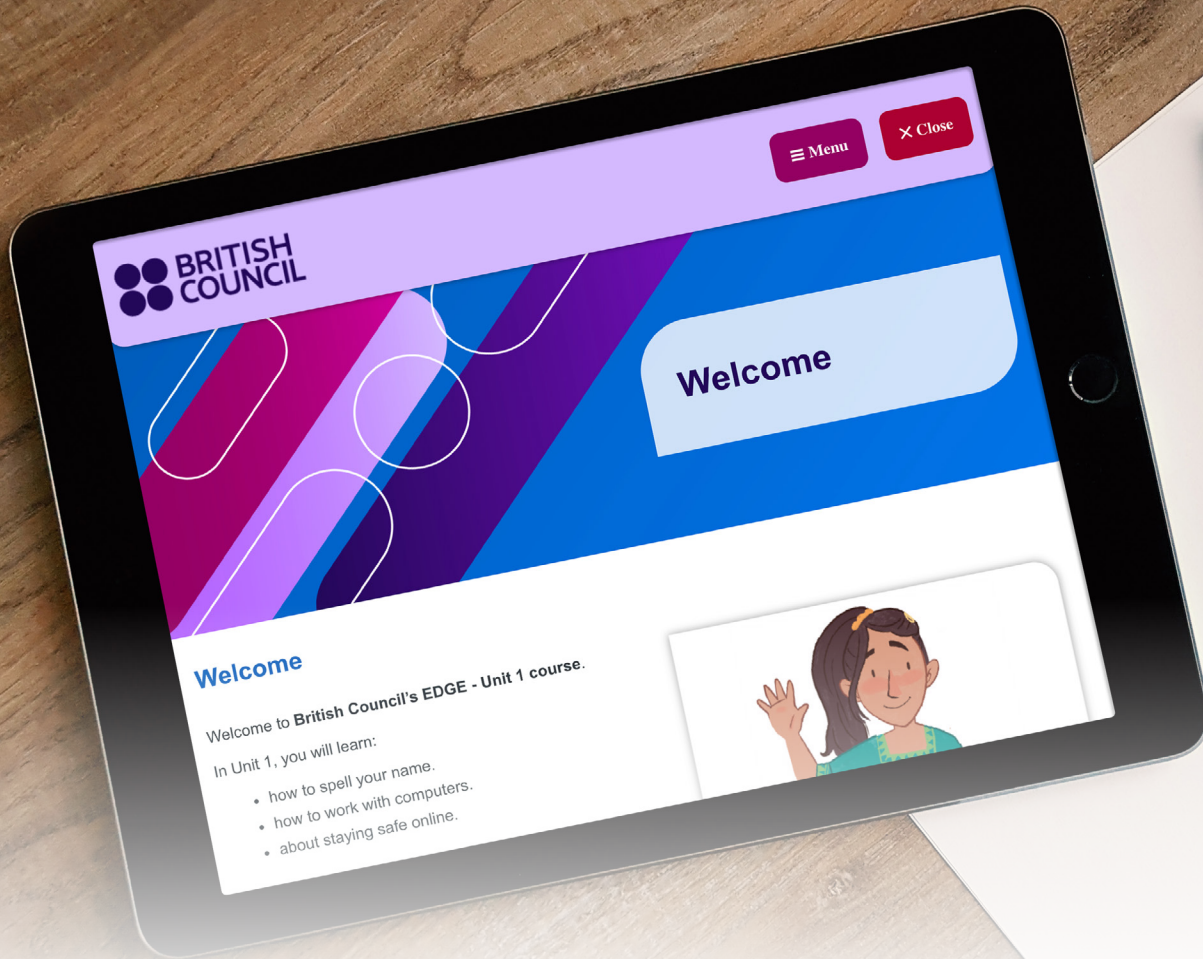 Menu
Close
BRITISH
COUNCIL
Welcome
Welcome
Welcome to British Council's EDGE - Unit 1 course.
In Unit 1, you will learn:
• how to spell your name.
• how to work with computers.
• about staying safe online.